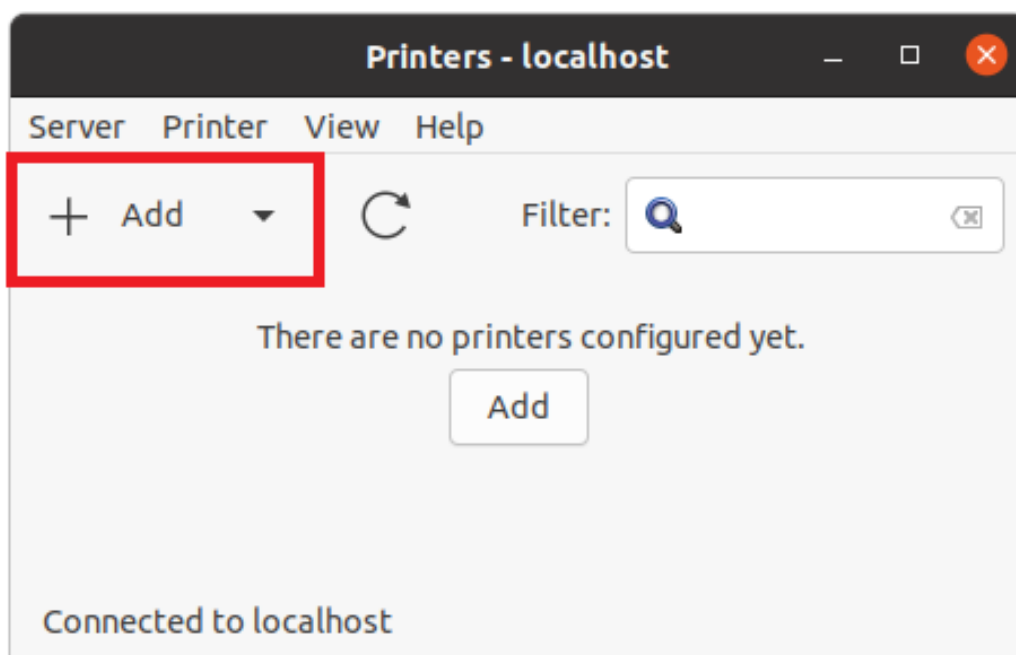 Printers - localhost
Server Printer View Help
Add Filter:
There are no printers configured yet.
Add
Connected to localhost